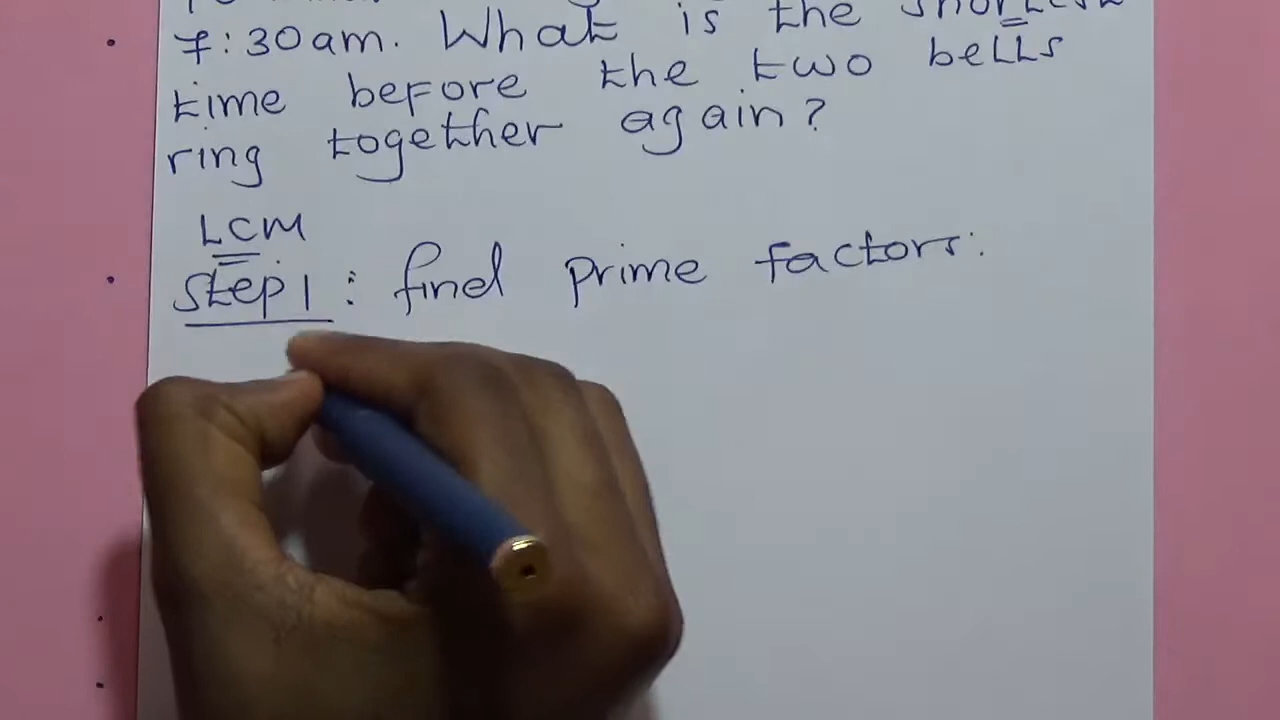 7:30am. What is the shortest
time before the two bells
ring together again?
LCM
Step 1: find prime factors: